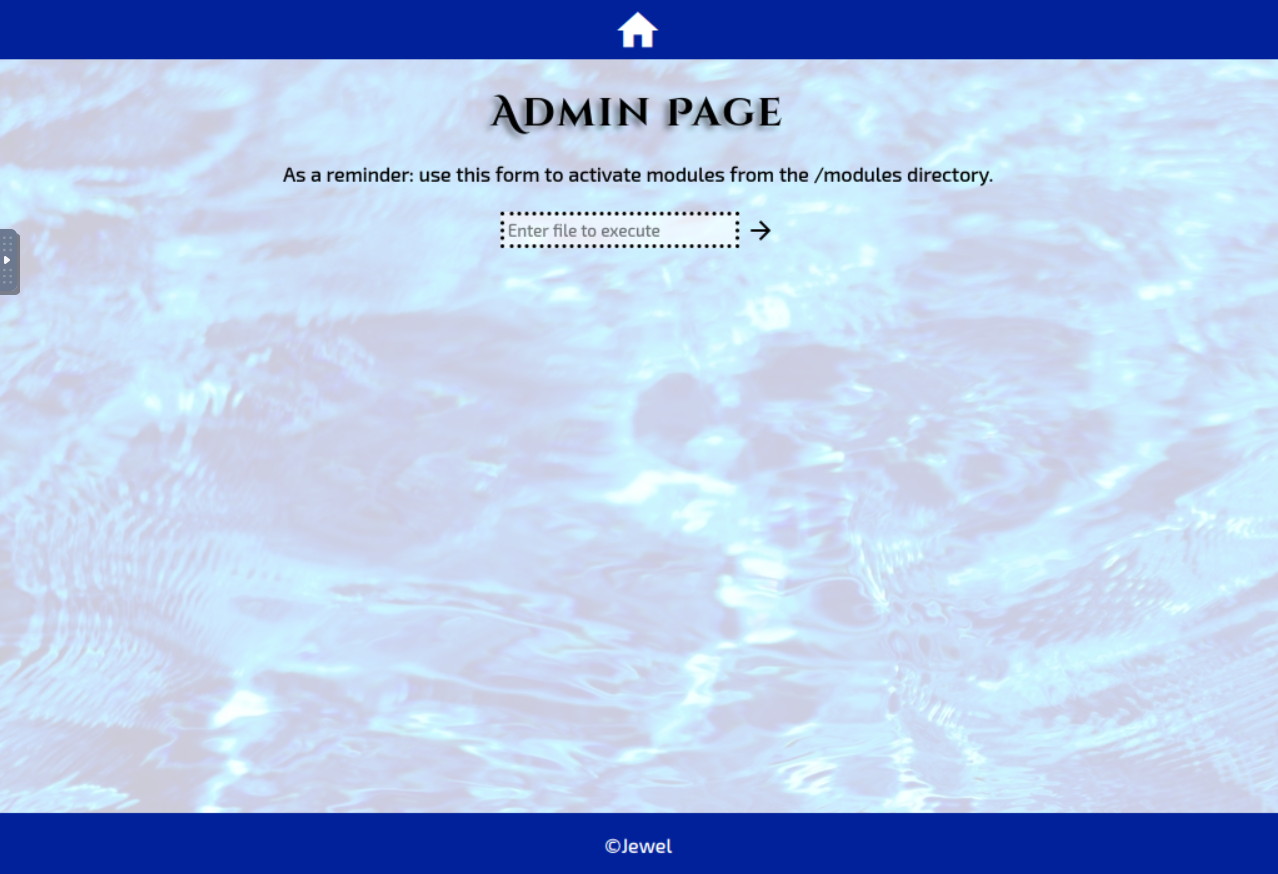 Admin Page
As a reminder: use this form to activate modules from the /modules directory.
Enter file to execute
©Jewel